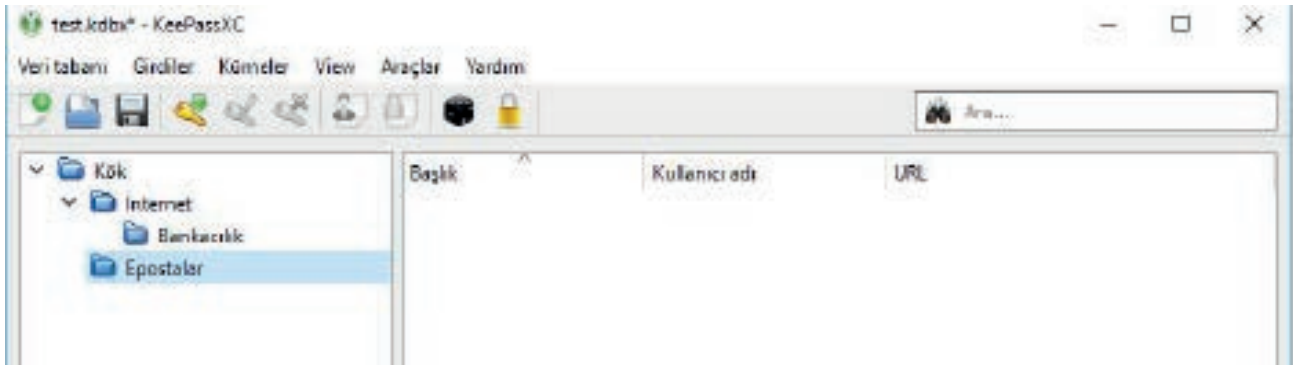 test.kdbx* - KeePassXC
Veri tabanı Girdiler Kümeler View Araçlar Yardım
Ara...
Kök
Başlık Kullanıcı adı URL
Internet
Bankacılık
Epostalar